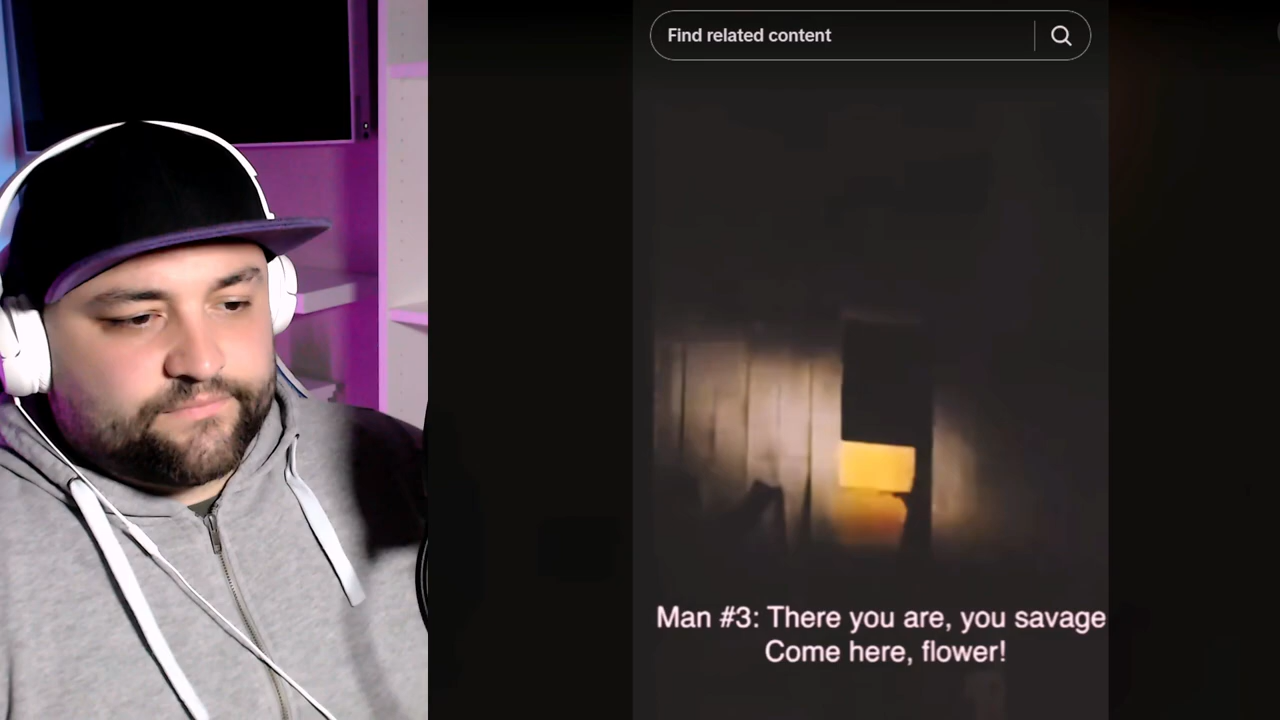 Find related content
Man #3: There you are, you savage
Come here, flower!